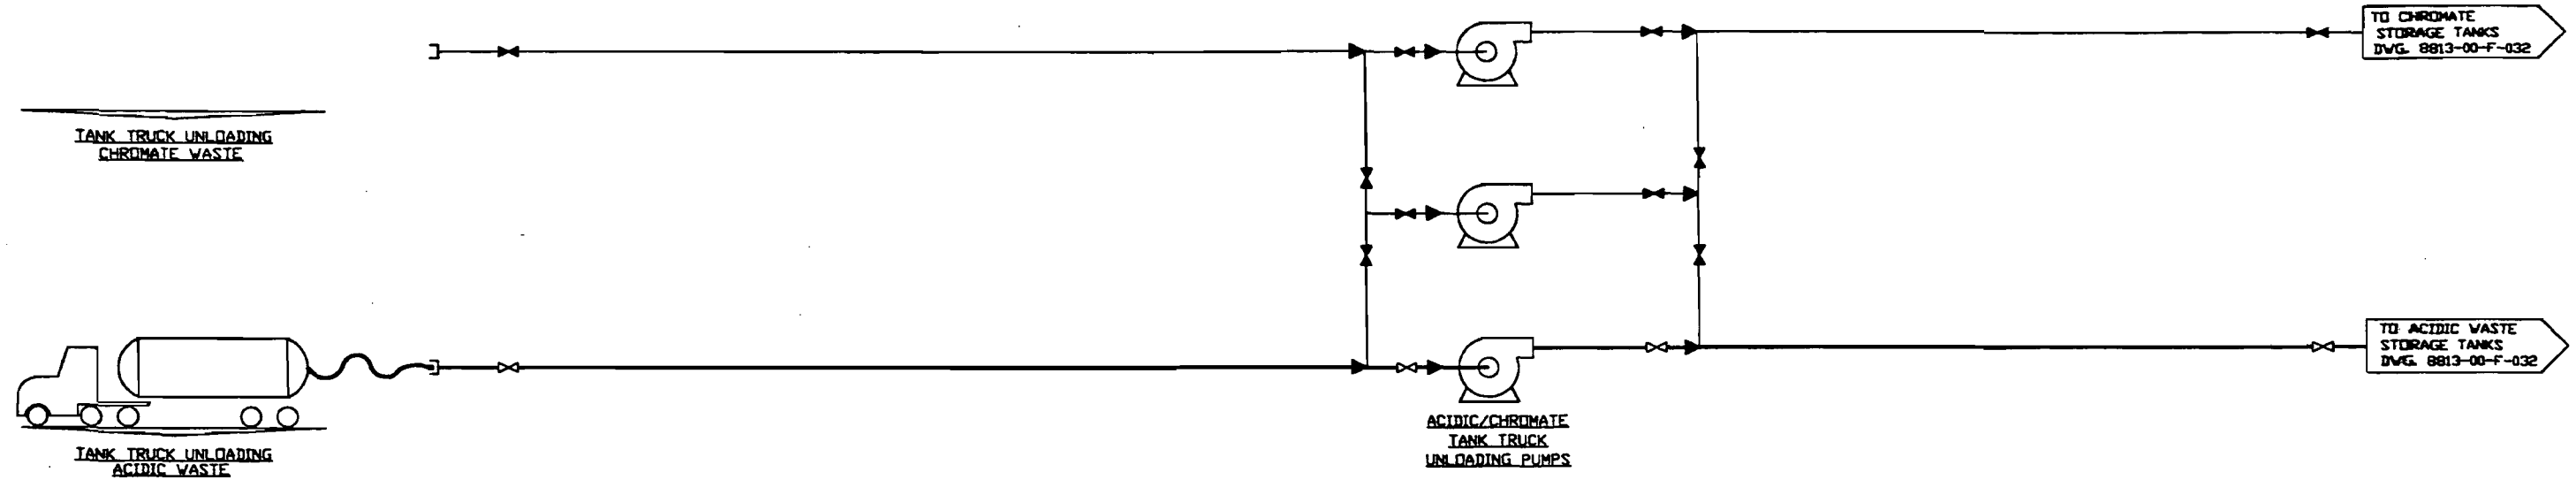 TO CHROMATE
STORAGE TANKS
DWG. 8813-00-F-032
TANK TRUCK UNLOADING
CHROMATE WASTE
TO ACIDIC WASTE
STORAGE TANKS
DWG. 8813-00-F-032
ACIDIC/CHROMATE
TANK TRUCK
UNLOADING PUMPS
TANK TRUCK UNLOADING
ACIDIC WASTE